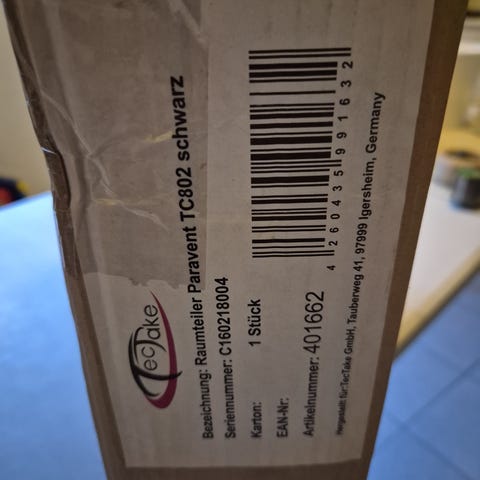 TecTake
Bezeichnung: Raumteiler Paravent TC802 schwarz
Seriennummer: C160218004
Karton: 1 Stück
EAN-Nr:
4 260435 991632
Artikelnummer: 401662
Hergestellt für:TecTake GmbH, Tauberweg 41, 97999 Igersheim, Germany